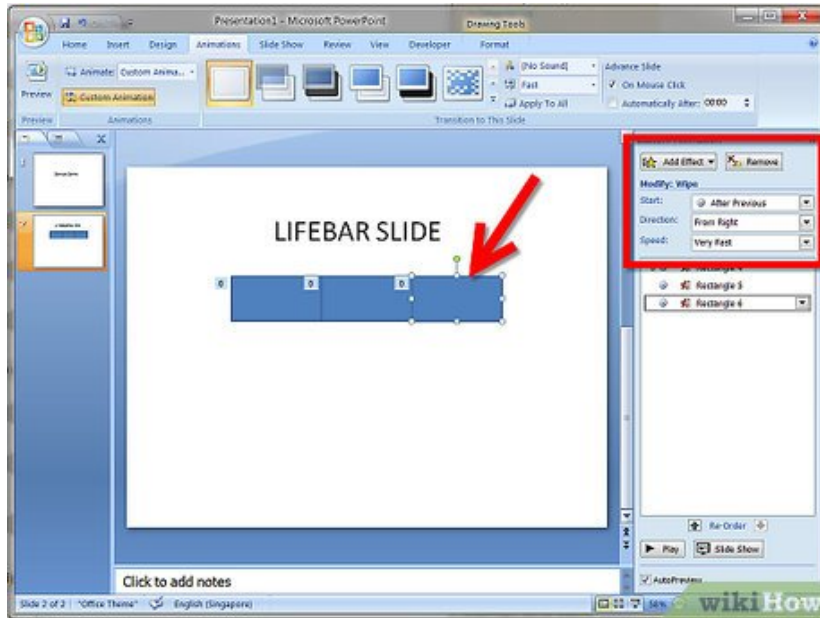 Presentation1 - Microsoft PowerPoint
Drawing Tools
Home Insert Design Animations Slide Show Review View Developer Format
Preview
Animate: Custom Anima...
Custom Animation
[No Sound]
Fast
Apply To All
Advance Slide
On Mouse Click
Automatically After: 00:00
Preview Animations Transition to This Slide
Add Effect Remove
Modify: Wipe
Start: After Previous
Direction: From Right
Speed: Very Fast
LIFEBAR SLIDE
0 0 0
Rectangle 5
Rectangle 6
Re-Order
Play Slide Show
AutoPreview
Click to add notes
Slide 2 of 2 "Office Theme" English (Singapore)
wikiHow